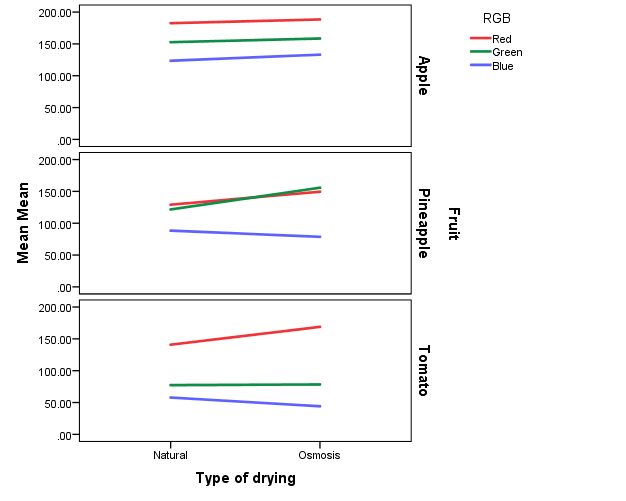 RGB
Red
Green
Blue
200.00
150.00
100.00
50.00
.00
Apple
200.00
150.00
100.00
50.00
.00
Pineapple
200.00
150.00
100.00
50.00
.00
Tomato
Mean Mean
Fruit
Natural
Osmosis
Type of drying